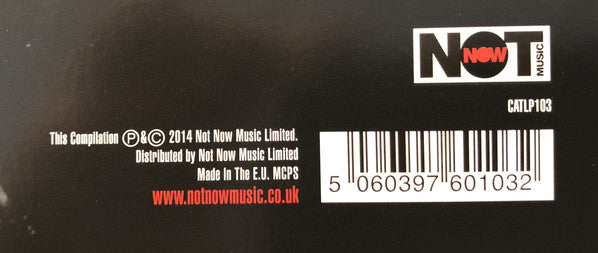 NOT NOW MUSIC
CATLP103
This Compilation ℗&© 2014 Not Now Music Limited.
Distributed by Not Now Music Limited
Made In The E.U. MCPS
www.notnowmusic.co.uk
5 060397 601032